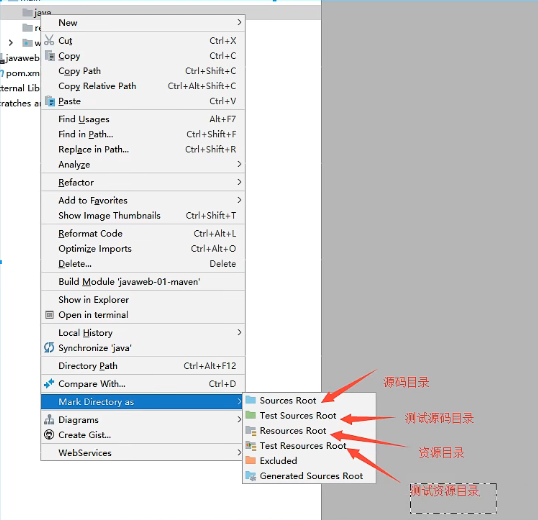 main
java
re
w
javaweb
pom.xm
ternal Lib
cratches a
New
Cut Ctrl+X
Copy Ctrl+C
Copy Path Ctrl+Shift+C
Copy Relative Path Ctrl+Alt+Shift+C
Paste Ctrl+V
Find Usages Alt+F7
Find in Path... Ctrl+Shift+F
Replace in Path... Ctrl+Shift+R
Analyze
Refactor
Add to Favorites
Show Image Thumbnails Ctrl+Shift+T
Reformat Code Ctrl+Alt+L
Optimize Imports Ctrl+Alt+O
Delete... Delete
Build Module 'javaweb-01-maven'
Show in Explorer
Open in terminal
Local History
Synchronize 'java'
Directory Path Ctrl+Alt+F12
Compare With... Ctrl+D
Mark Directory as
Diagrams
Create Gist...
WebServices
Sources Root
Test Sources Root
Resources Root
Test Resources Root
Excluded
Generated Sources Root
源码目录
测试源码目录
资源目录
测试资源目录